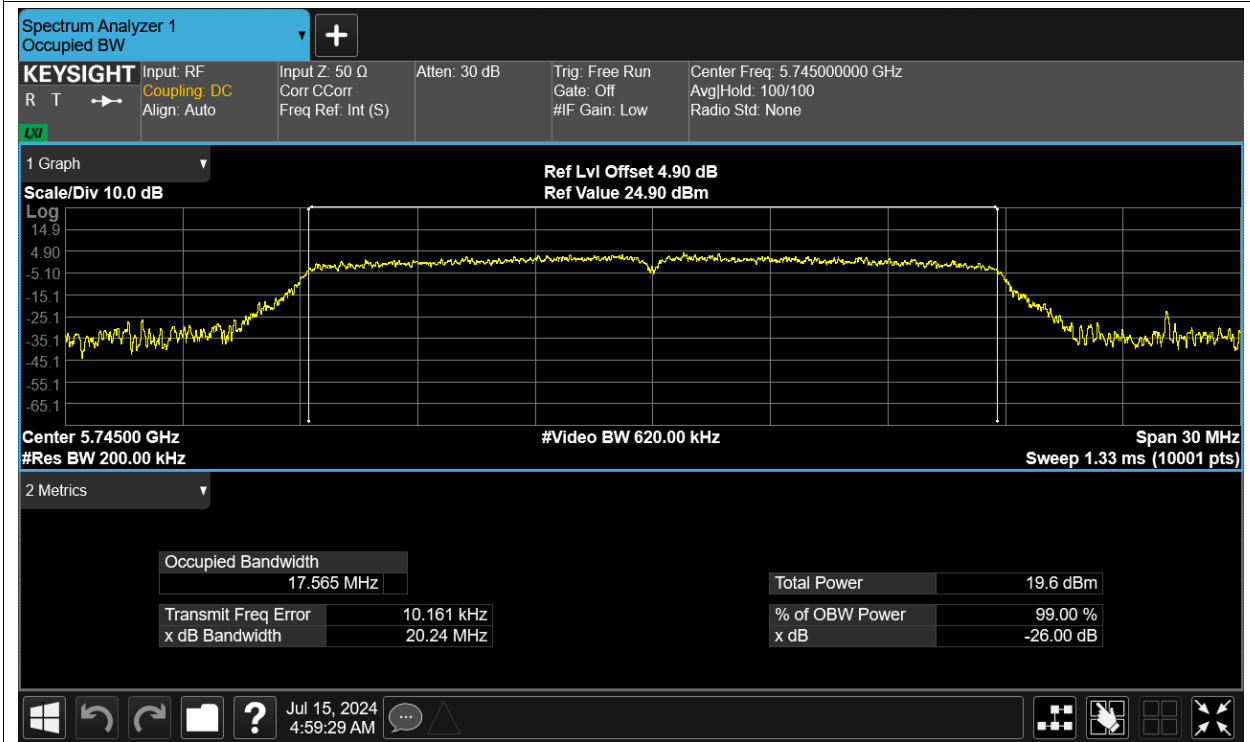 Spectrum Analyzer 1
Occupied BW
KEYSIGHT
R T
LXI
Input: RF
Coupling: DC
Align: Auto
Input Z: 50 Ω
Corr CCorr
Freq Ref: Int (S)
Atten: 30 dB
Trig: Free Run
Gate: Off
#IF Gain: Low
Center Freq: 5.745000000 GHz
Avg|Hold: 100/100
Radio Std: None
1 Graph
Scale/Div 10.0 dB
Ref Lvl Offset 4.90 dB
Ref Value 24.90 dBm
Log
14.9
4.90
-5.10
-15.1
-25.1
-35.1
-45.1
-55.1
-65.1
Center 5.74500 GHz
#Video BW 620.00 kHz
Span 30 MHz
#Res BW 200.00 kHz
Sweep 1.33 ms (10001 pts)
2 Metrics
Occupied Bandwidth
17.565 MHz
Total Power 19.6 dBm
Transmit Freq Error 10.161 kHz
% of OBW Power 99.00 %
x dB Bandwidth 20.24 MHz
x dB -26.00 dB
?
Jul 15, 2024
4:59:29 AM